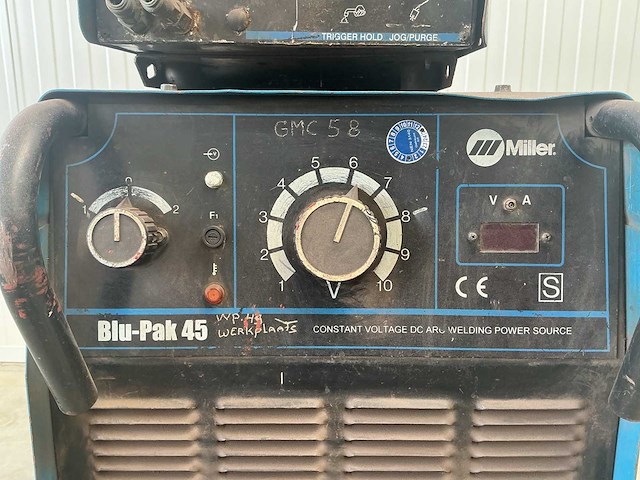 TRIGGER HOLD JOG/PURGE
GMC 58
Miller
V A
0
1 2
F1
1 2 3 4 5 6 7 8 9 10
V
CE S
Blu-Pak 45
WP.49
WERKplaats
CONSTANT VOLTAGE DC ARC WELDING POWER SOURCE